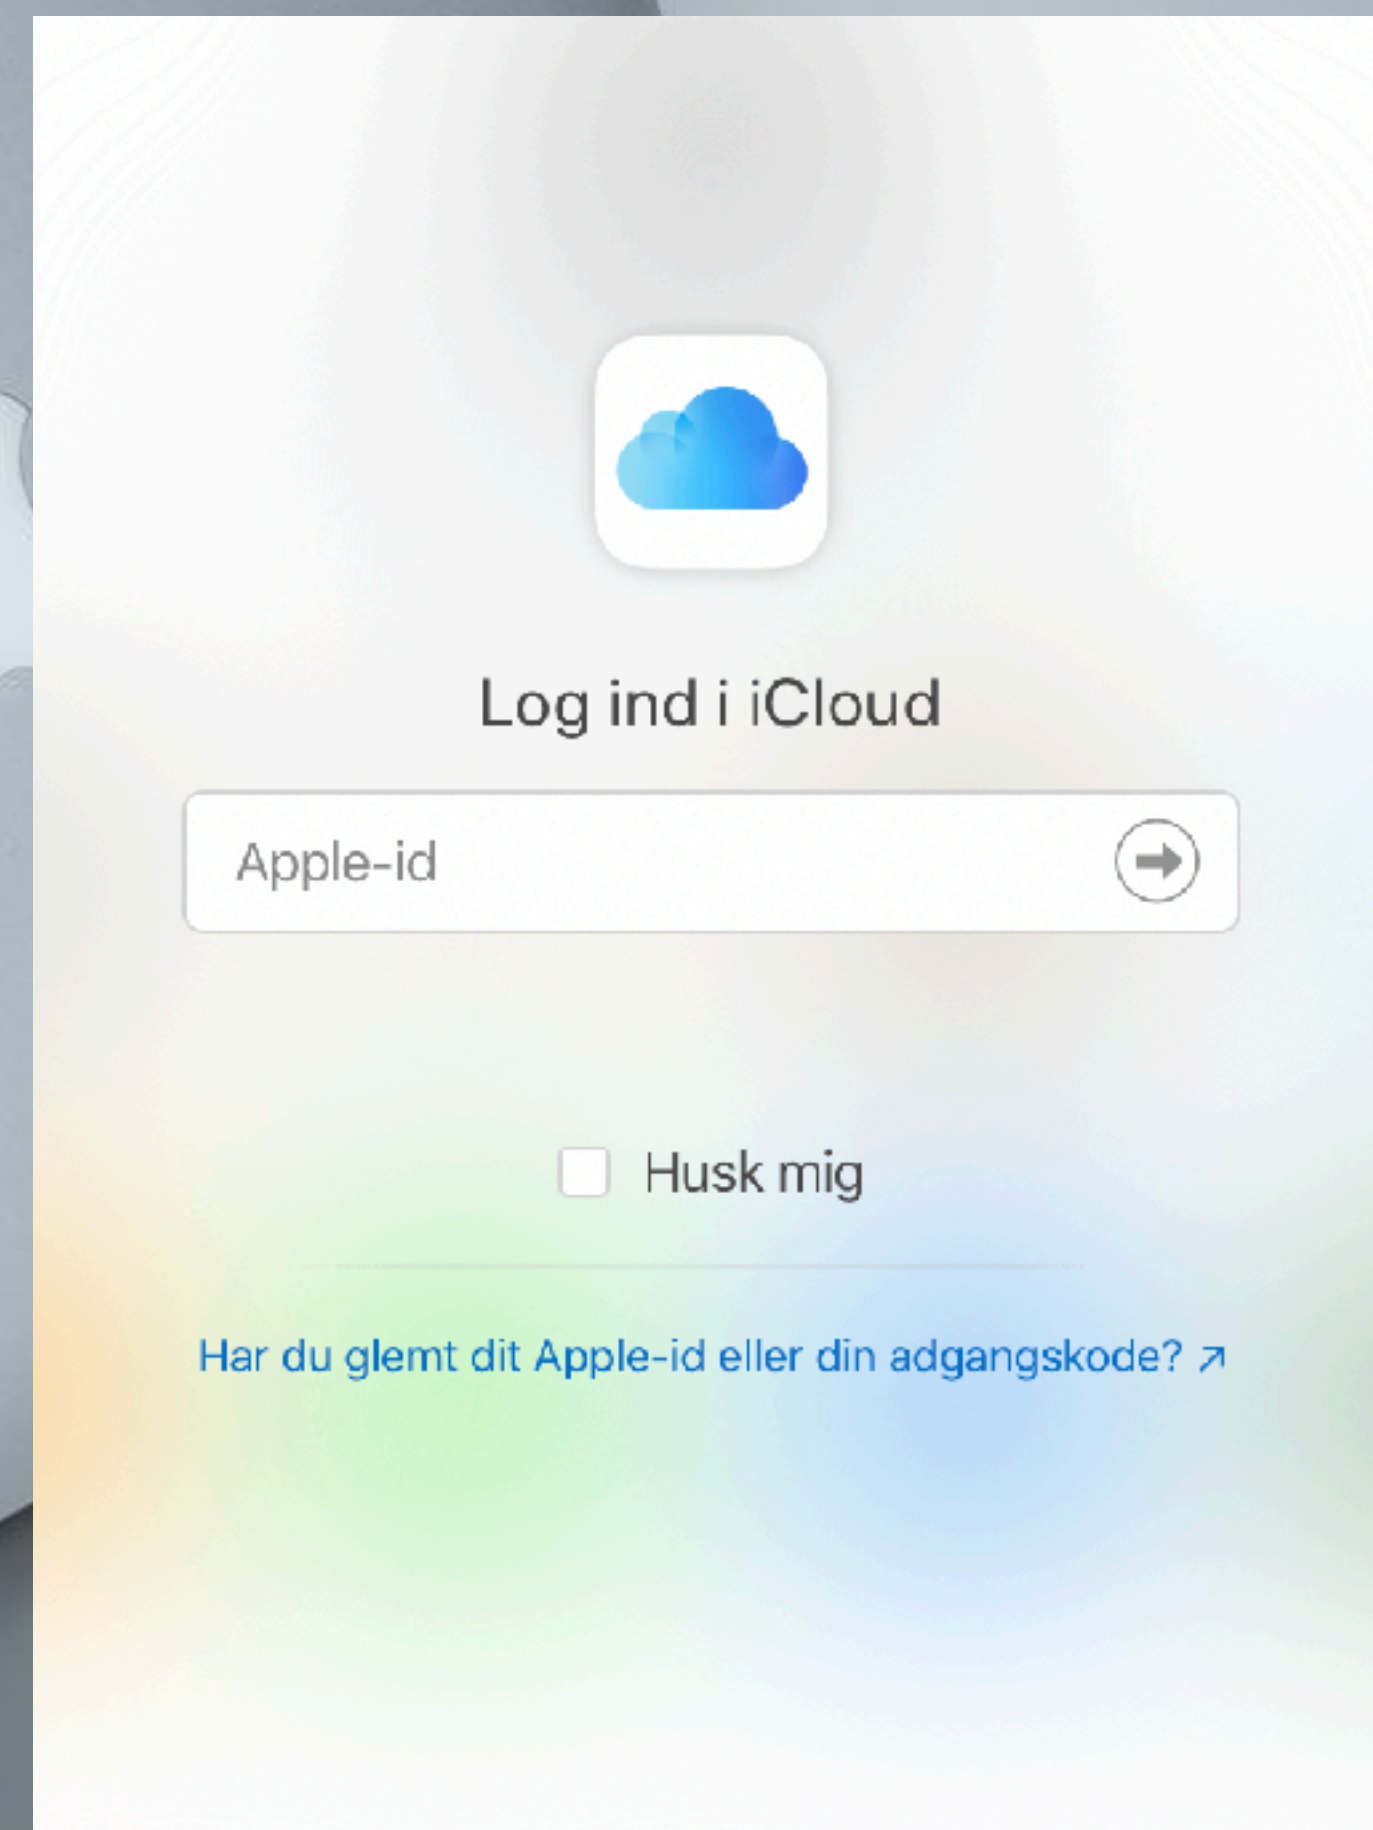 Log ind i iCloud
Apple-id
Husk mig
Har du glemt dit Apple-id eller din adgangskode? ↗